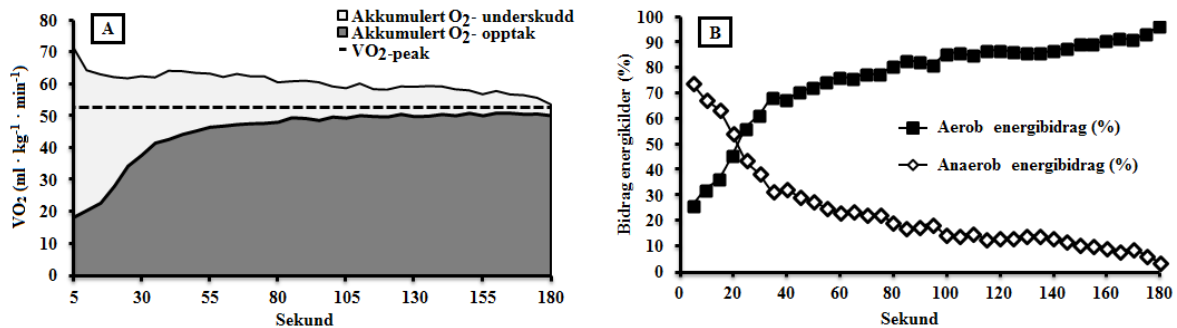 A
Akkumulert O2- underskudd
Akkumulert O2- opptak
VO2-peak
80
70
60
50
40
30
20
10
0
VO2 (ml · kg-1 · min-1)
5 30 55 80 105 130 155 180
Sekund
B
100
90
80
70
60
50
40
30
20
10
0
Bidrag energikilder (%)
Aerob energibidrag (%)
Anaerob energibidrag (%)
0 20 40 60 80 100 120 140 160 180
Sekund